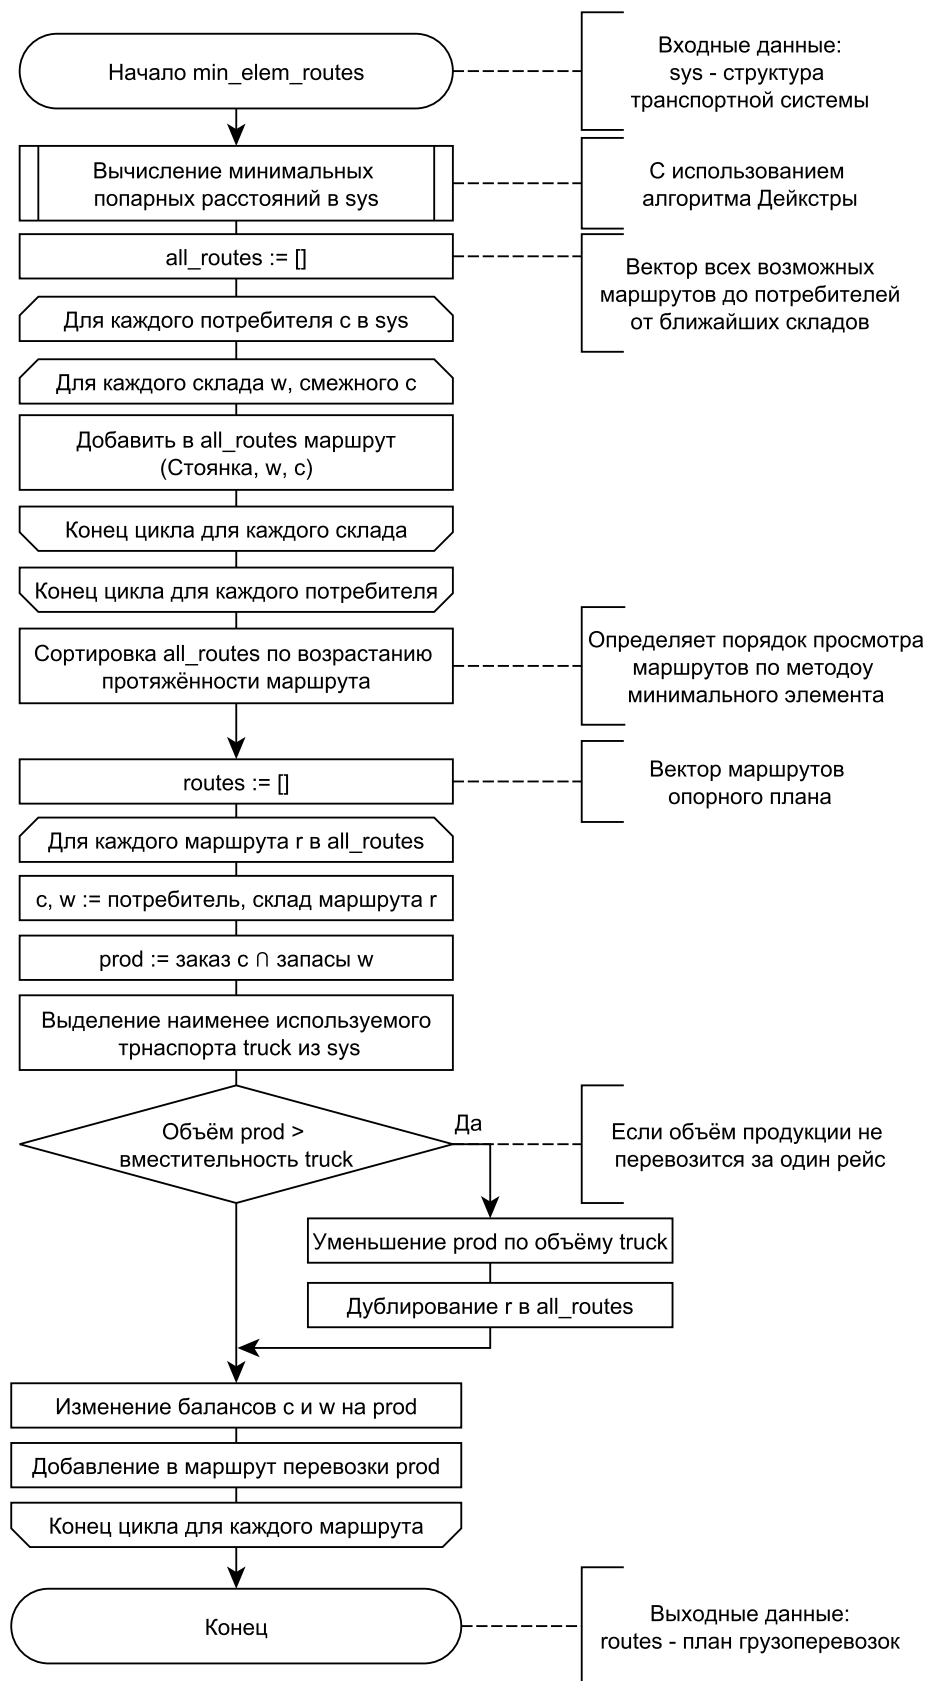 Начало min_elem_routes
Входные данные:
sys - структура
транспортной системы
Вычисление минимальных
попарных расстояний в sys
С использованием
алгоритма Дейкстры
all_routes := []
Вектор всех возможных
маршрутов до потребителей
от ближайших складов
Для каждого потребителя c в sys
Для каждого склада w, смежного с
Добавить в all_routes маршрут
(Стоянка, w, c)
Конец цикла для каждого склада
Конец цикла для каждого потребителя
Сортировка all_routes по возрастанию
протяжённости маршрута
Определяет порядок просмотра
маршрутов по методоу
минимального элемента
routes := []
Вектор маршрутов
опорного плана
Для каждого маршрута r в all_routes
c, w := потребитель, склад маршрута r
prod := заказ c ∩ запасы w
Выделение наименее используемого
трнаспорта truck из sys
Объём prod >
вместительность truck
Да
Если объём продукции не
перевозится за один рейс
Уменьшение prod по объёму truck
Дублирование r в all_routes
Изменение балансов c и w на prod
Добавление в маршрут перевозки prod
Конец цикла для каждого маршрута
Конец
Выходные данные:
routes - план грузоперевозок